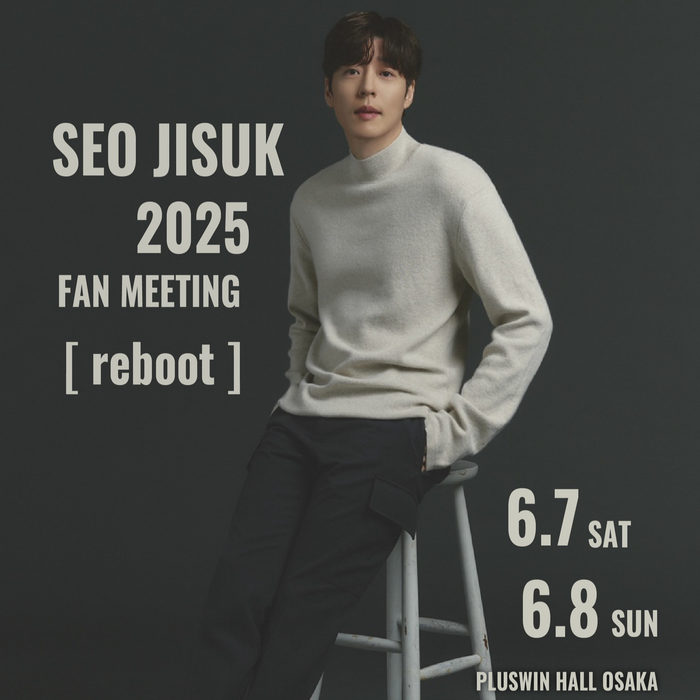 SEO JISUK
2025
FAN MEETING
[ reboot ]
6.7 SAT
6.8 SUN
PLUSWIN HALL OSAKA